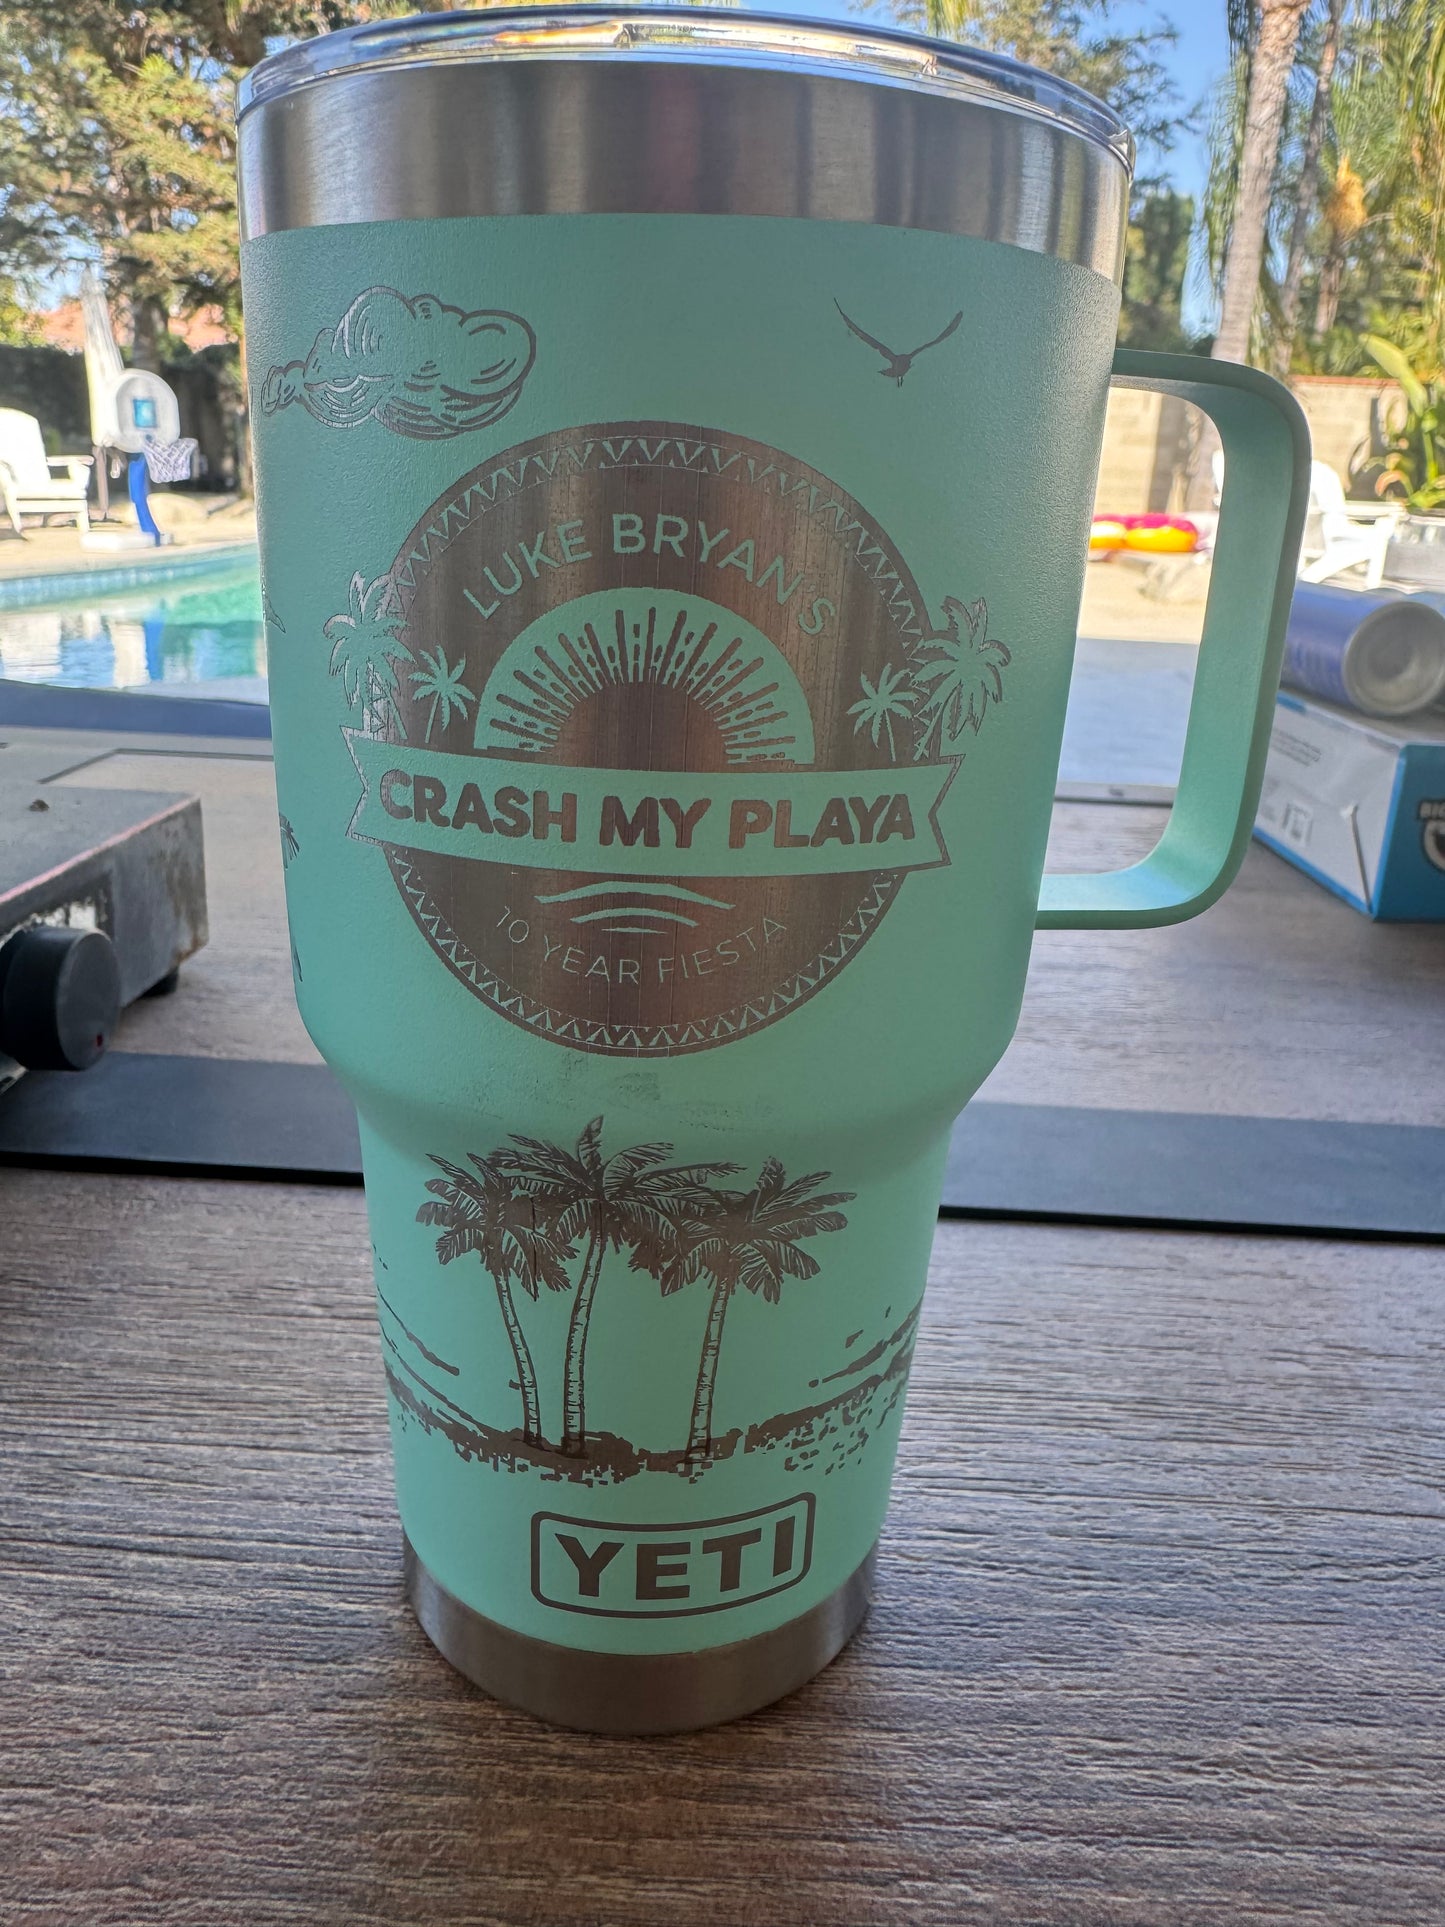 LUKE BRYAN'S
CRASH MY PLAYA
10 YEAR FIESTA
YETI